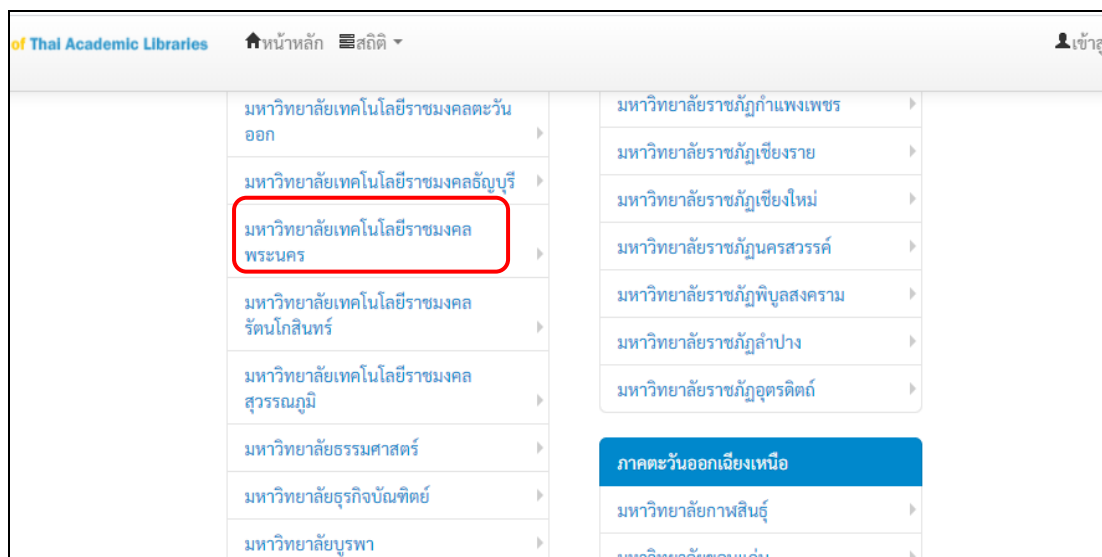 of Thai Academic Libraries
หน้าหลัก
สถิติ
มหาวิทยาลัยเทคโนโลยีราชมงคลตะวัน
ออก
มหาวิทยาลัยเทคโนโลยีราชมงคลธัญบุรี
มหาวิทยาลัยเทคโนโลยีราชมงคล
พระนคร
มหาวิทยาลัยเทคโนโลยีราชมงคล
รัตนโกสินทร์
มหาวิทยาลัยเทคโนโลยีราชมงคล
สุวรรณภูมิ
มหาวิทยาลัยธรรมศาสตร์
มหาวิทยาลัยธุรกิจบัณฑิตย์
มหาวิทยาลัยบูรพา
มหาวิทยาลัยราชภัฏกำแพงเพชร
มหาวิทยาลัยราชภัฏเชียงราย
มหาวิทยาลัยราชภัฏเชียงใหม่
มหาวิทยาลัยราชภัฏนครสวรรค์
มหาวิทยาลัยราชภัฏพิบูลสงคราม
มหาวิทยาลัยราชภัฏลำปาง
มหาวิทยาลัยราชภัฏอุตรดิตถ์
ภาคตะวันออกเฉียงเหนือ
มหาวิทยาลัยกาฬสินธุ์